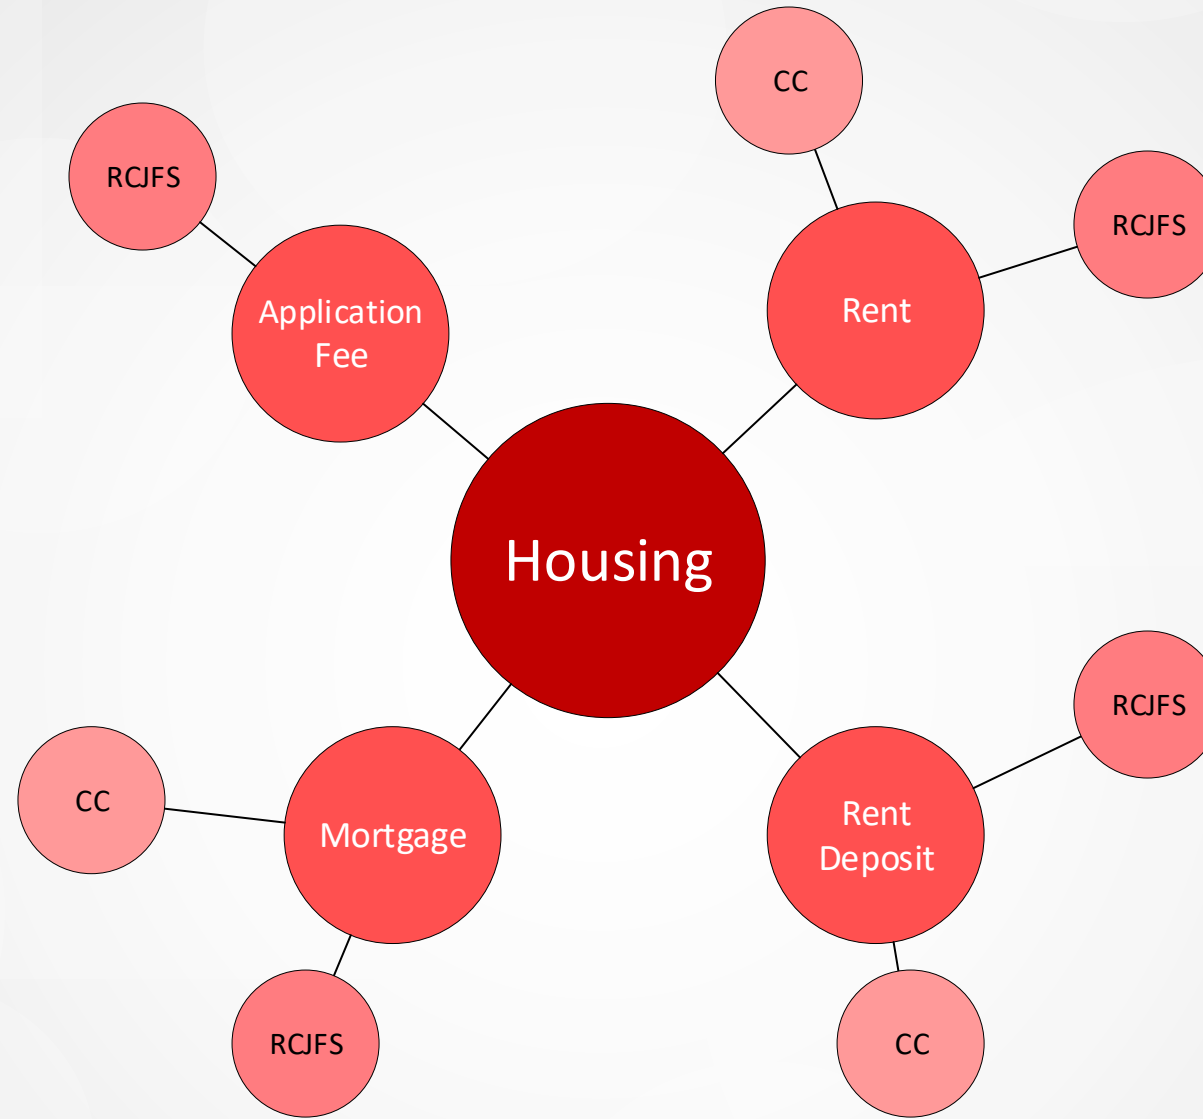 CC
RCJFS
RCJFS
Application
Fee
Rent
Housing
RCJFS
CC
Mortgage
Rent
Deposit
RCJFS
CC